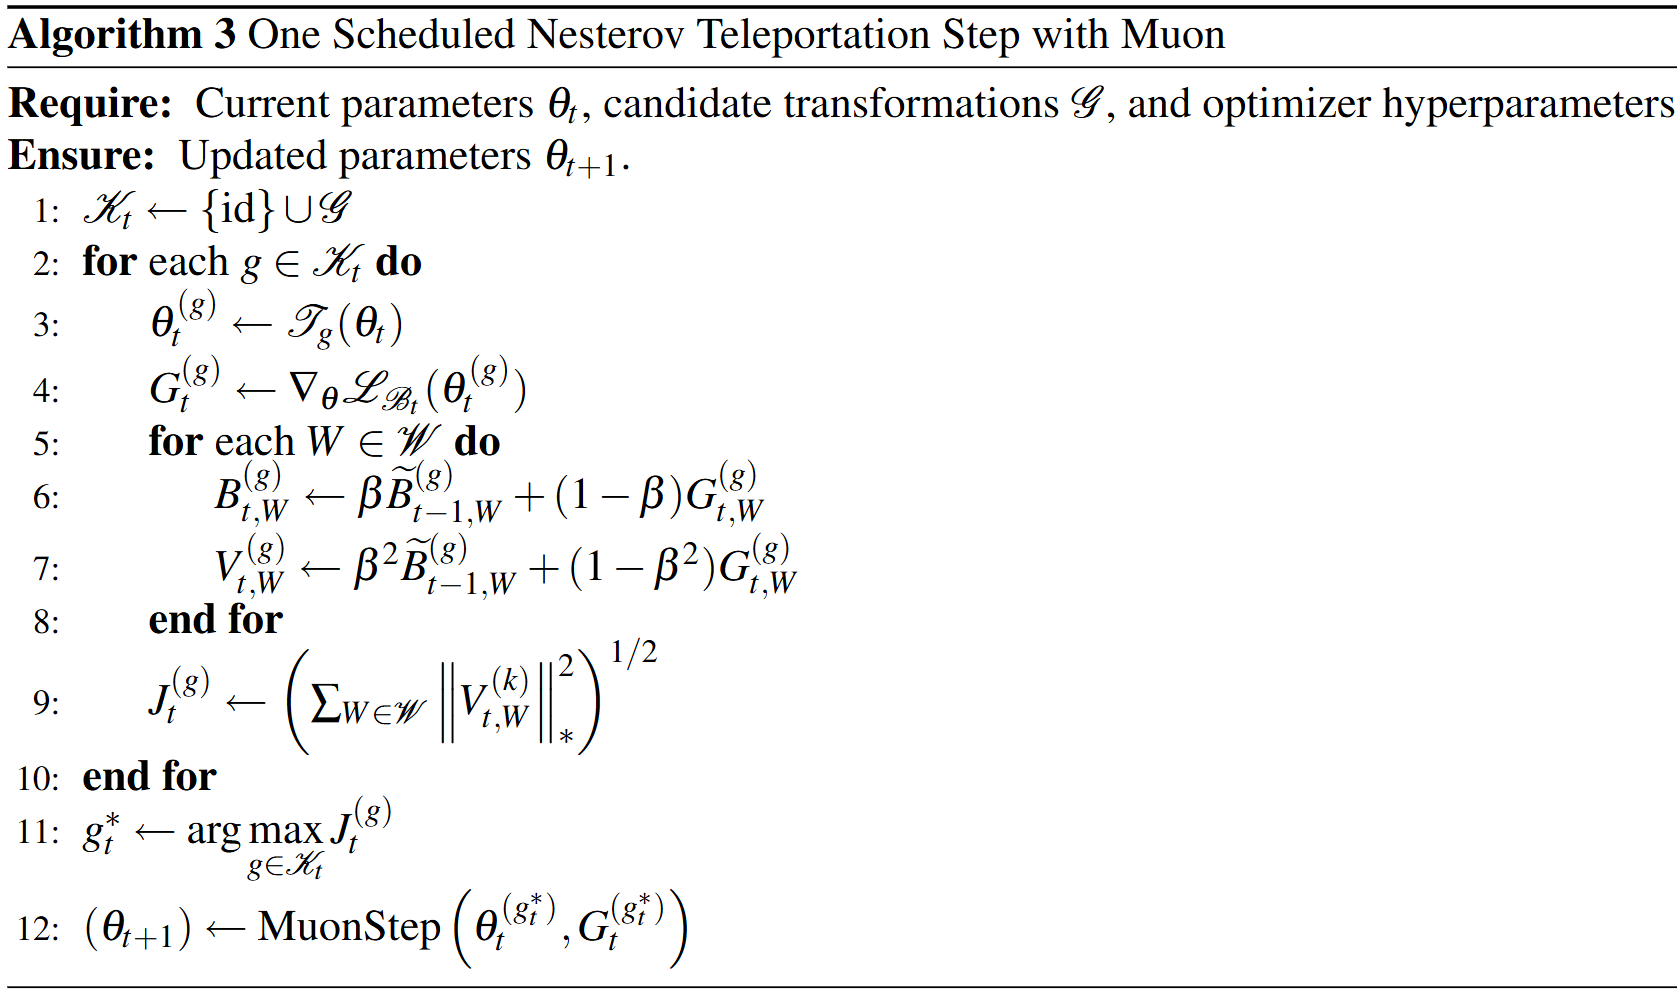 Algorithm 3 One Scheduled Nesterov Teleportation Step with Muon
Require: Current parameters θ_t, candidate transformations 𝒢, and optimizer hyperparameters
Ensure: Updated parameters θ_{t+1}.
1: 𝒦_t ← {id} ∪ 𝒢
2: for each g ∈ 𝒦_t do
3: θ_t^{(g)} ← 𝒯_g(θ_t)
4: G_t^{(g)} ← ∇_θ ℒ_{ℬ_t}(θ_t^{(g)})
5: for each W ∈ 𝒲 do
6: B_{t,W}^{(g)} ← β B̃_{t−1,W}^{(g)} + (1 − β)G_{t,W}^{(g)}
7: V_{t,W}^{(g)} ← β² B̃_{t−1,W}^{(g)} + (1 − β²)G_{t,W}^{(g)}
8: end for
9: J_t^{(g)} ← (∑_{W∈𝒲} ‖V_{t,W}^{(k)}‖_*^2)^{1/2}
10: end for
11: g_t^* ← arg max_{g∈𝒦_t} J_t^{(g)}
12: (θ_{t+1}) ← MuonStep(θ_t^{(g_t^*)}, G_t^{(g_t^*)})